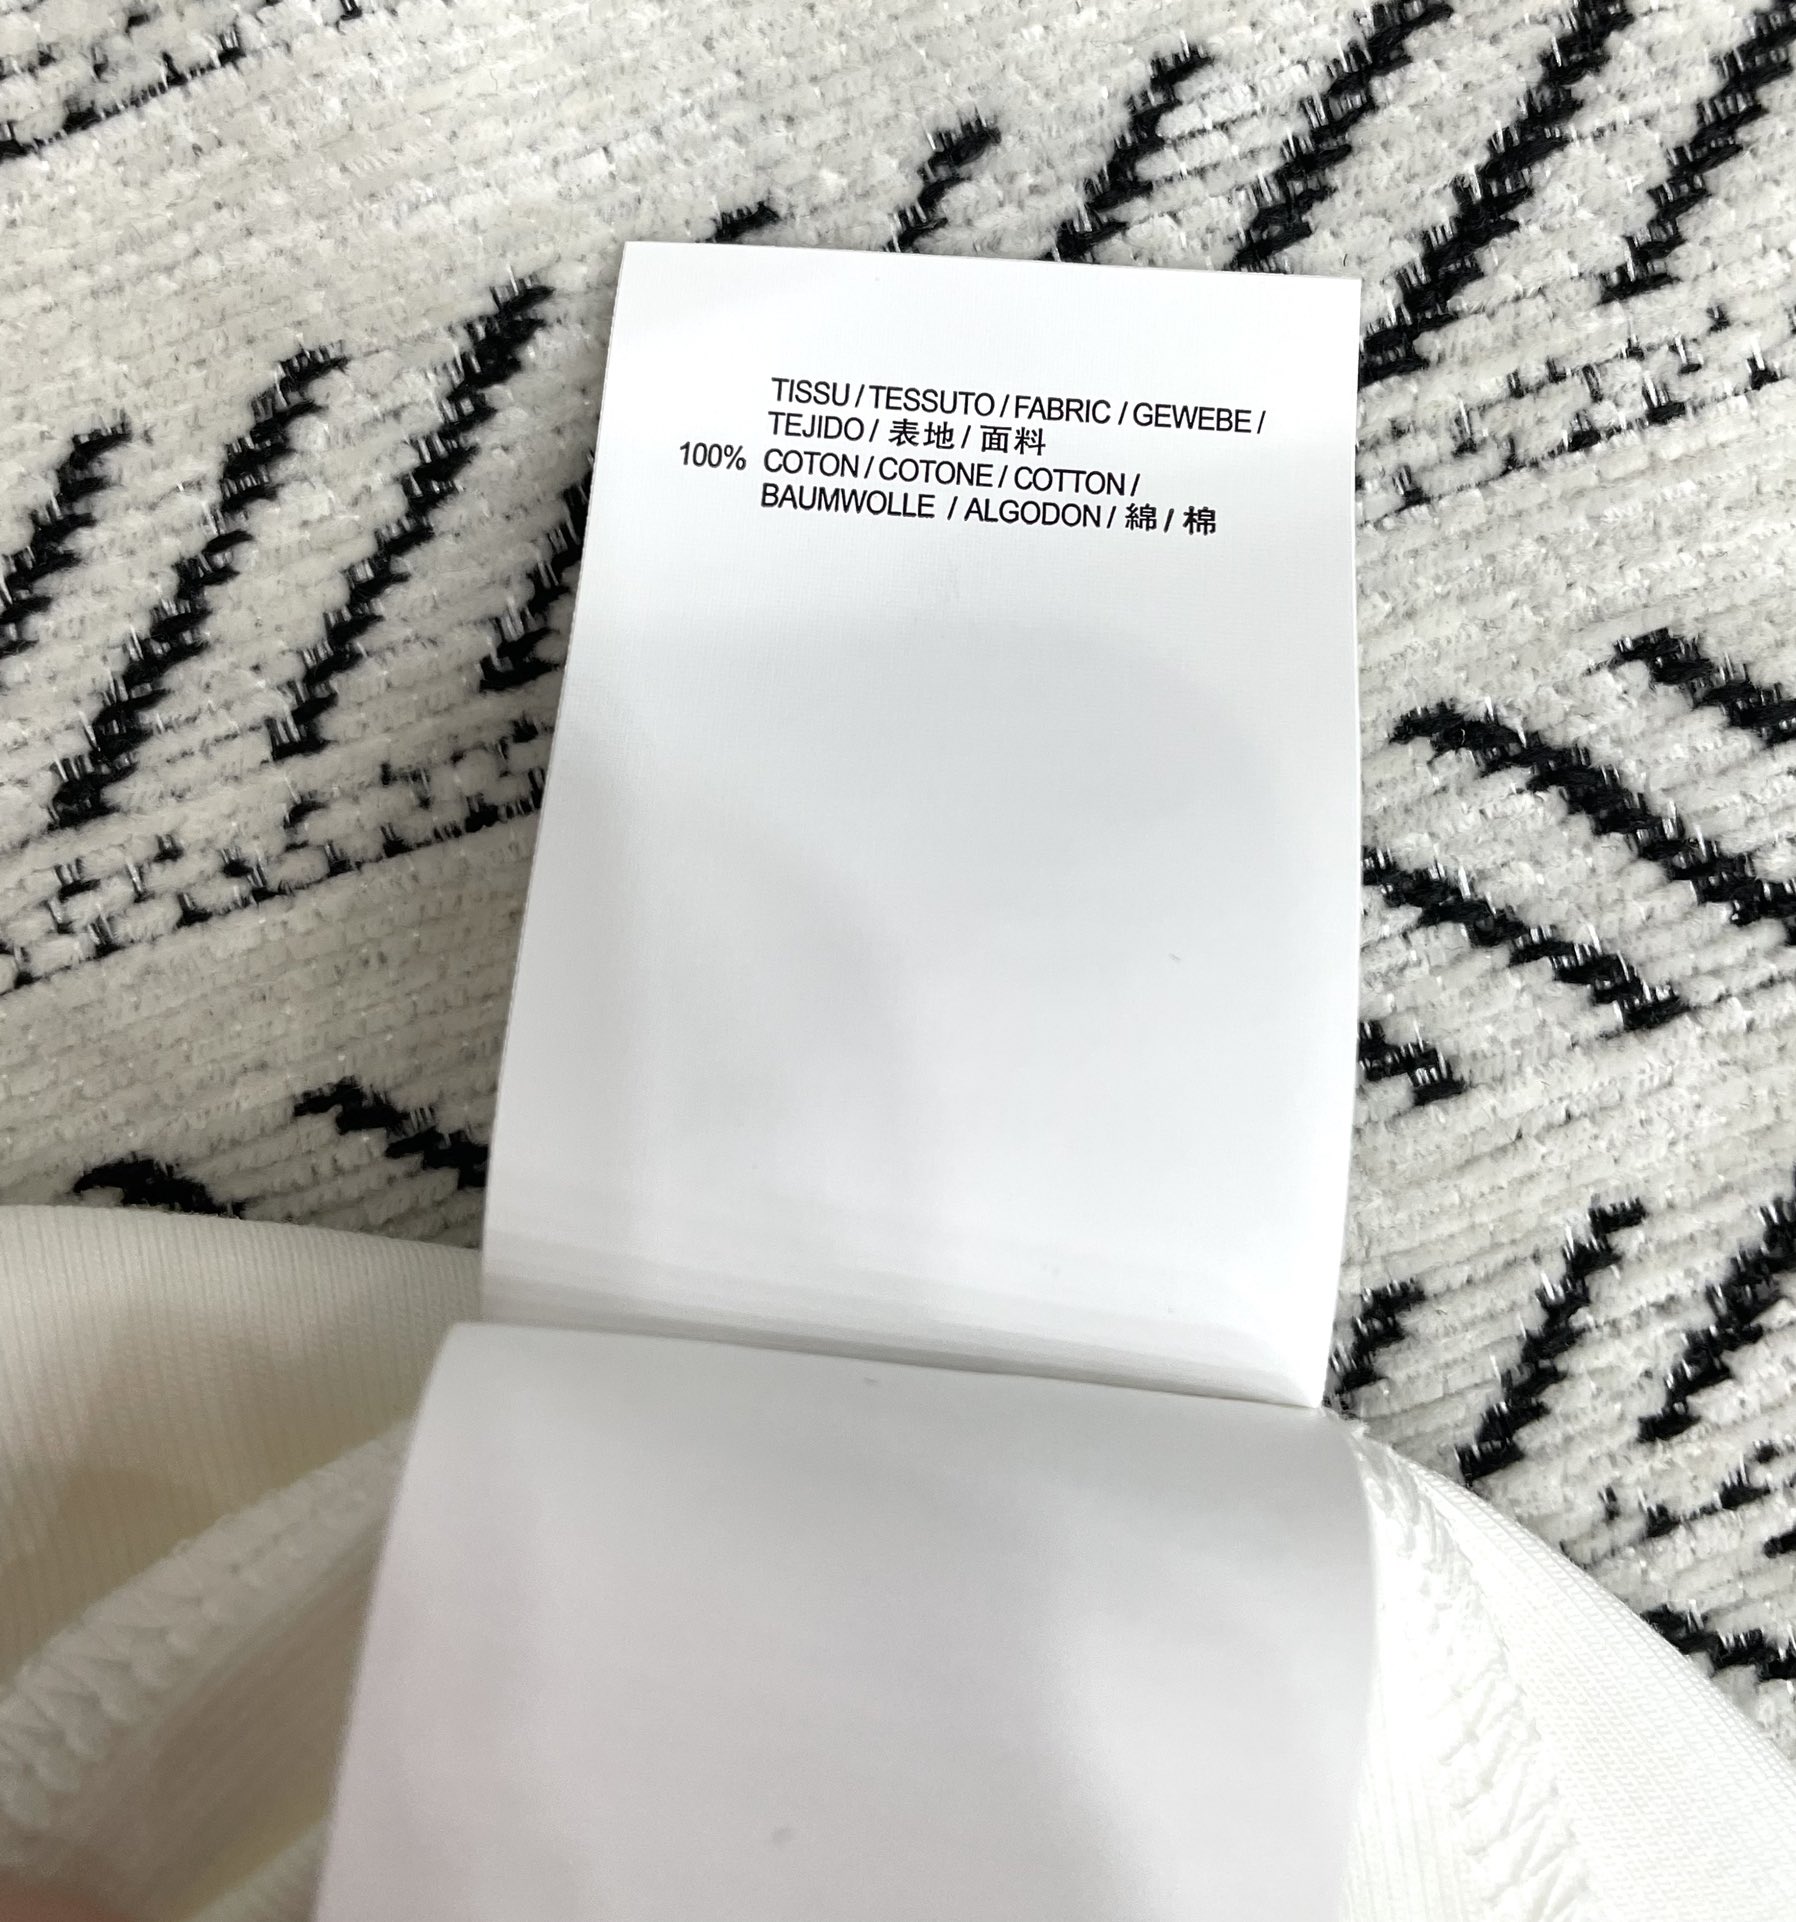 TISSU / TESSUTO / FABRIC / GEWEBE /
TEJIDO / 表地 / 面料
100% COTON / COTONE / COTTON /
BAUMWOLLE / ALGODON / 綿 / 棉